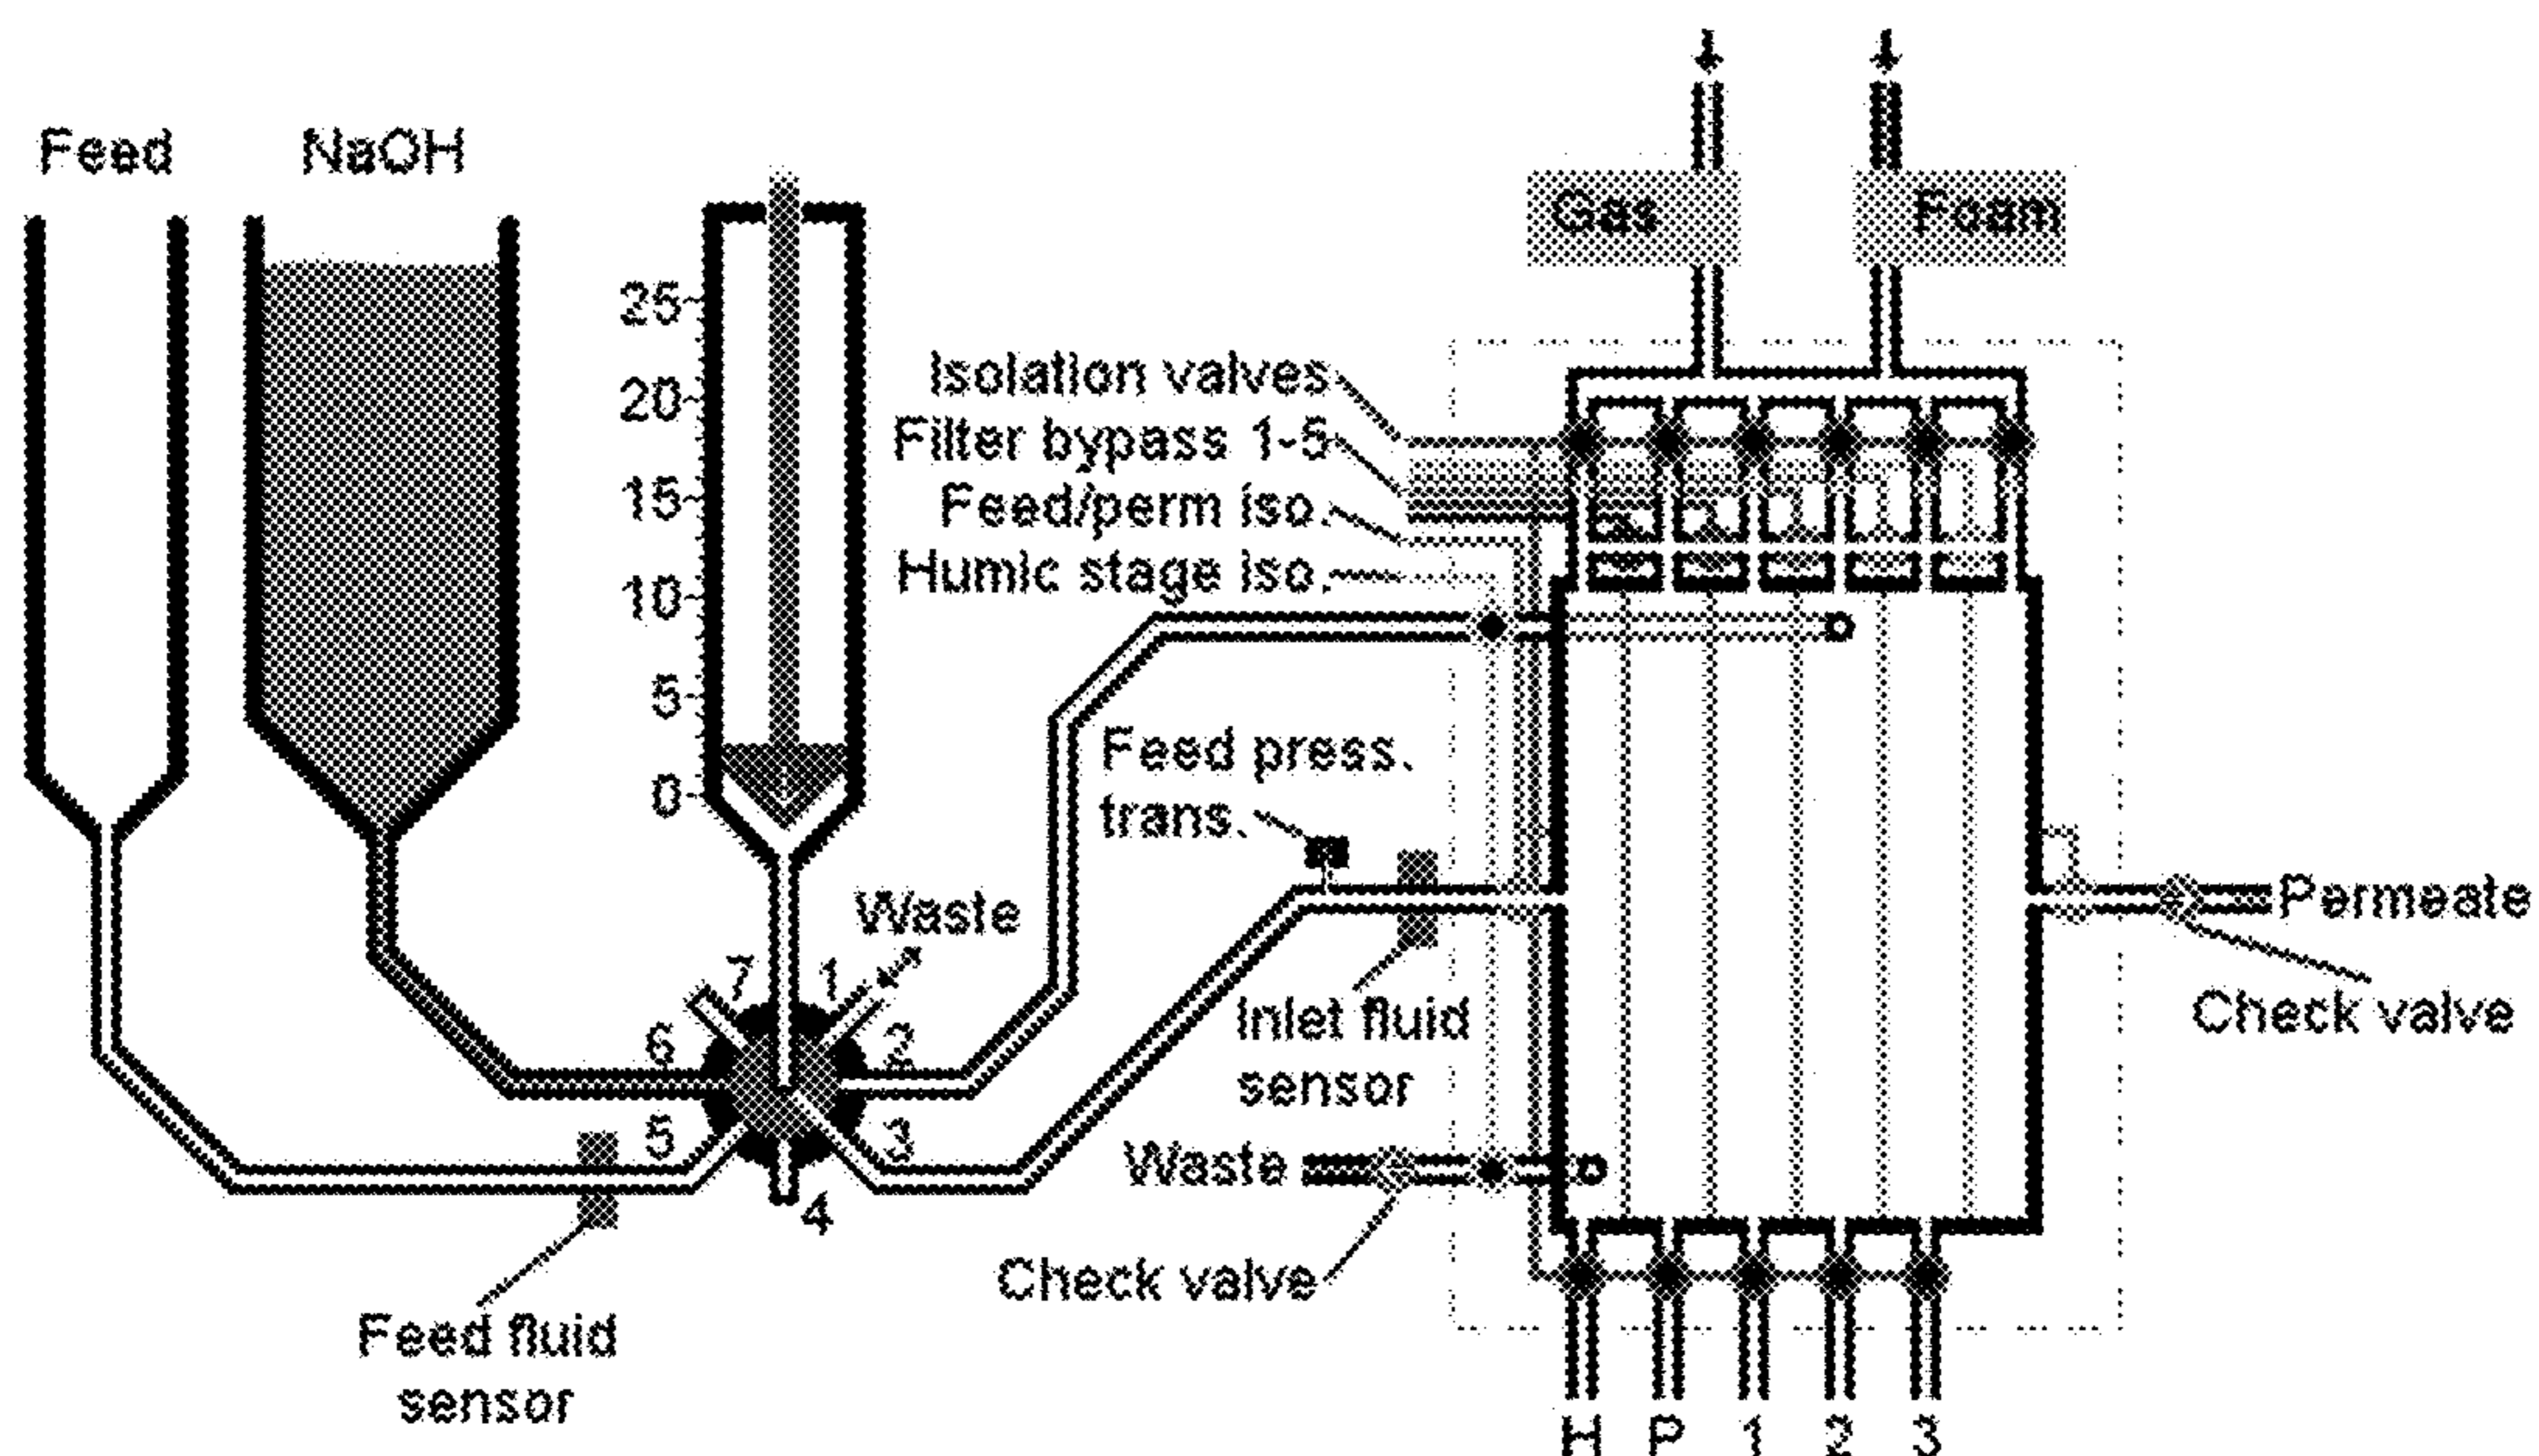 Feed
NaOH
Gas
Foam
25
20
15
10
5
0
Isolation valves
Filter bypass 1-5
Feed/perm iso.
Humic stage iso.
Feed press.
trans.
Waste
7
1
6
2
5
3
4
Inlet fluid
sensor
Permeate
Check valve
Waste
Check valve
Feed fluid
sensor
H
P
1
2
3